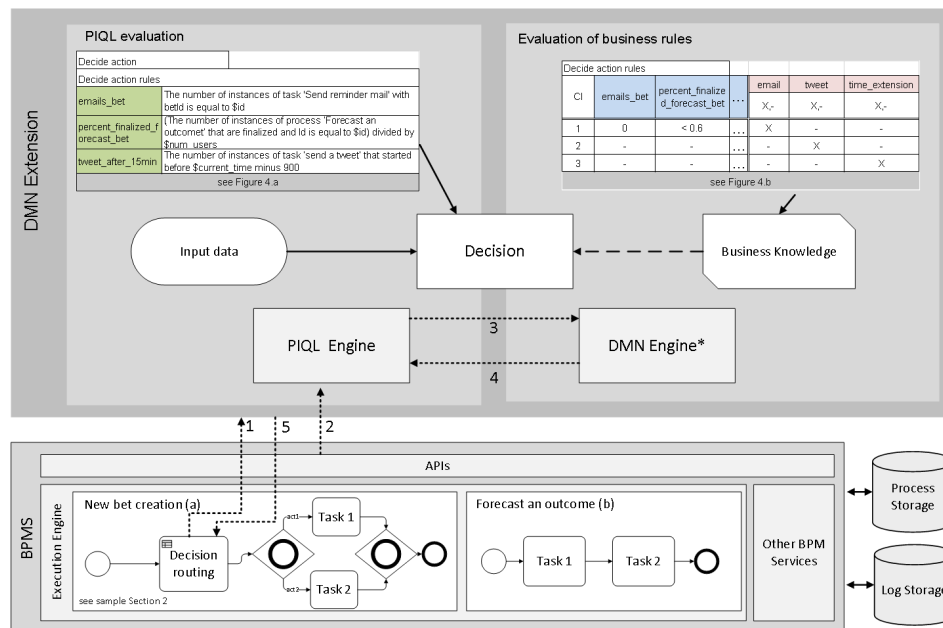 PIQL evaluation
Decide action
Decide action rules
emails_bet
The number of instances of task 'Send reminder mail' with
betId is equal to $id
percent_finalized_f
orecast_bet
(The number of instances of process 'Forecast an
outcomet' that are finalized and Id is equal to $id) divided by
$num_users
tweet_after_15min
The number of instances of task 'send a tweet' that started
before $current_time minus 900
see Figure 4.a
Evaluation of business rules
Decide action rules
CI
emails_bet
percent_finalize
d_forecast_bet
...
email
tweet
time_extension
X,-
X,-
X,-
1
0
< 0.6
...
X
-
-
2
-
-
...
-
X
-
3
-
-
...
-
-
X
see Figure 4.b
DMN Extension
Input data
Decision
Business Knowledge
PIQL Engine
3
DMN Engine*
4
1
5
2
BPMS
APIs
Execution Engine
New bet creation (a)
Decision
routing
act1
Task 1
act2
Task 2
see sample Section 2
Forecast an outcome (b)
Task 1
Task 2
Other BPM
Services
Process
Storage
Log Storage